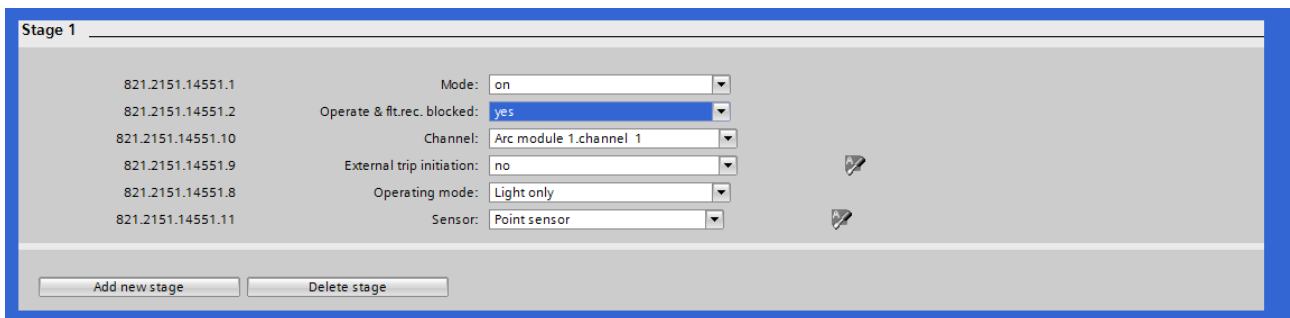 Stage 1
821.2151.14551.1 Mode: on
821.2151.14551.2 Operate & flt.rec. blocked: yes
821.2151.14551.10 Channel: Arc module 1.channel 1
821.2151.14551.9 External trip initiation: no
821.2151.14551.8 Operating mode: Light only
821.2151.14551.11 Sensor: Point sensor
Add new stage Delete stage